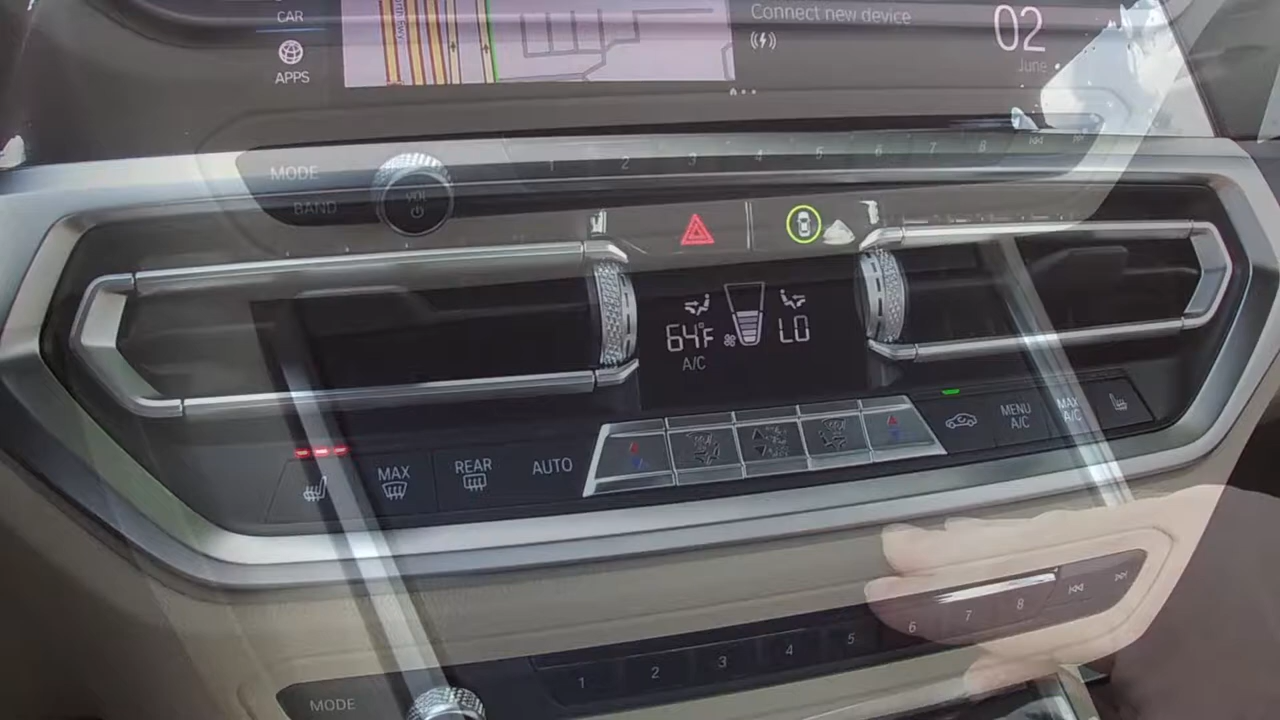 CAR
APPS
Connect new device
02
June
MODE
BAND
VOL
1 2 3 4 5 6 7 8
64°F
LO
A/C
MAX
REAR
AUTO
MENU
A/C
MAX
A/C
1 2 3 4 5 6 7 8
MODE